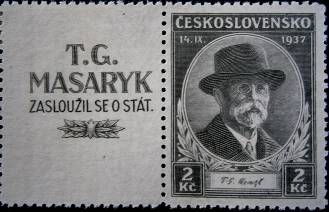 T.G.
MASARYK
ZASLOUŽIL SE O STÁT.
ČESKOSLOVENSKO
14.IX. 1937
2 Kč 2 Kč